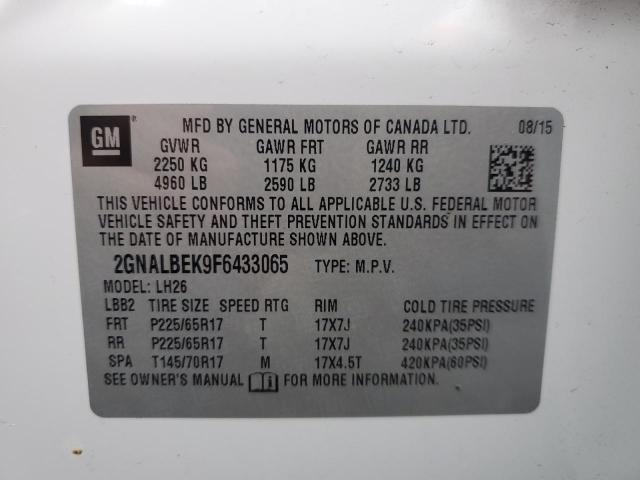 GM
MFD BY GENERAL MOTORS OF CANADA LTD. 08/15
GVWR GAWR FRT GAWR RR
2250 KG 1175 KG 1240 KG
4960 LB 2590 LB 2733 LB
THIS VEHICLE CONFORMS TO ALL APPLICABLE U.S. FEDERAL MOTOR
VEHICLE SAFETY AND THEFT PREVENTION STANDARDS IN EFFECT ON
THE DATE OF MANUFACTURE SHOWN ABOVE.
2GNALBEK9F6433065 TYPE: M.P.V.
MODEL: LH26
LBB2 TIRE SIZE SPEED RTG RIM COLD TIRE PRESSURE
FRT P225/65R17 T 17X7J 240KPA(35PSI)
RR P225/65R17 T 17X7J 240KPA(35PSI)
SPA T145/70R17 M 17X4.5T 420KPA(60PSI)
SEE OWNER'S MANUAL FOR MORE INFORMATION.